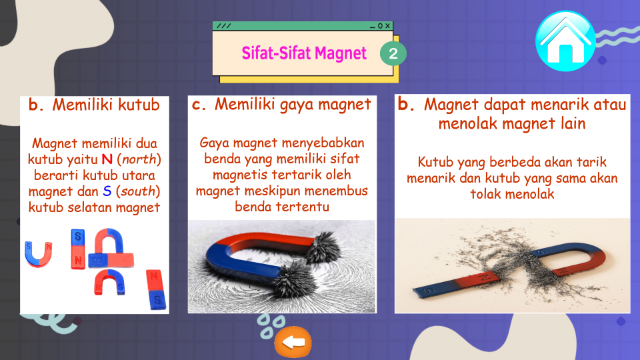 Sifat-Sifat Magnet
2
b. Memiliki kutub
Magnet memiliki dua
kutub yaitu N (north)
berarti kutub utara
magnet dan S (south)
kutub selatan magnet
c. Memiliki gaya magnet
Gaya magnet menyebabkan
benda yang memiliki sifat
magnetis tertarik oleh
magnet meskipun menembus
benda tertentu
b. Magnet dapat menarik atau
menolak magnet lain
Kutub yang berbeda akan tarik
menarik dan kutub yang sama akan
tolak menolak
S
N
S
N
N
S